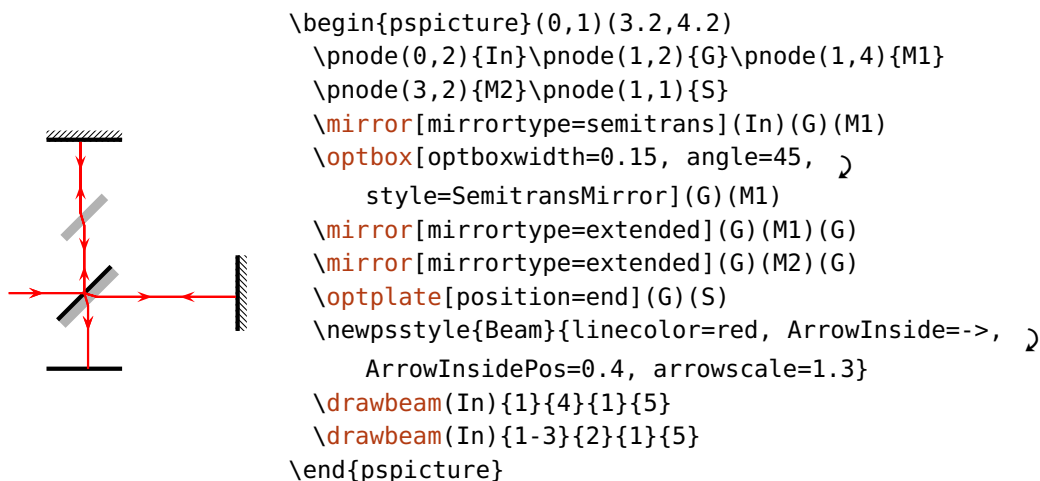 \begin{pspicture}(0,1)(3.2,4.2)
\pnode(0,2){In}\pnode(1,2){G}\pnode(1,4){M1}
\pnode(3,2){M2}\pnode(1,1){S}
\mirror[mirrortype=semitrans](In)(G)(M1)
\optbox[optboxwidth=0.15, angle=45,
style=SemitransMirror](G)(M1)
\mirror[mirrortype=extended](G)(M1)(G)
\mirror[mirrortype=extended](G)(M2)(G)
\optplate[position=end](G)(S)
\newpsstyle{Beam}{linecolor=red, ArrowInside=->,
ArrowInsidePos=0.4, arrowscale=1.3}
\drawbeam(In){1}{4}{1}{5}
\drawbeam(In){1-3}{2}{1}{5}
\end{pspicture}